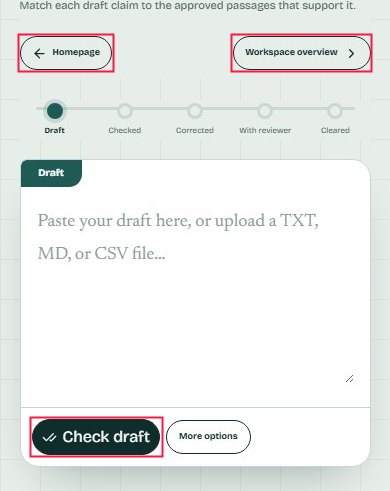 Match each draft claim to the approved passages that support it.
Homepage
Workspace overview
Draft
Checked
Corrected
With reviewer
Cleared
Draft
Paste your draft here, or upload a TXT,
MD, or CSV file...
Check draft
More options